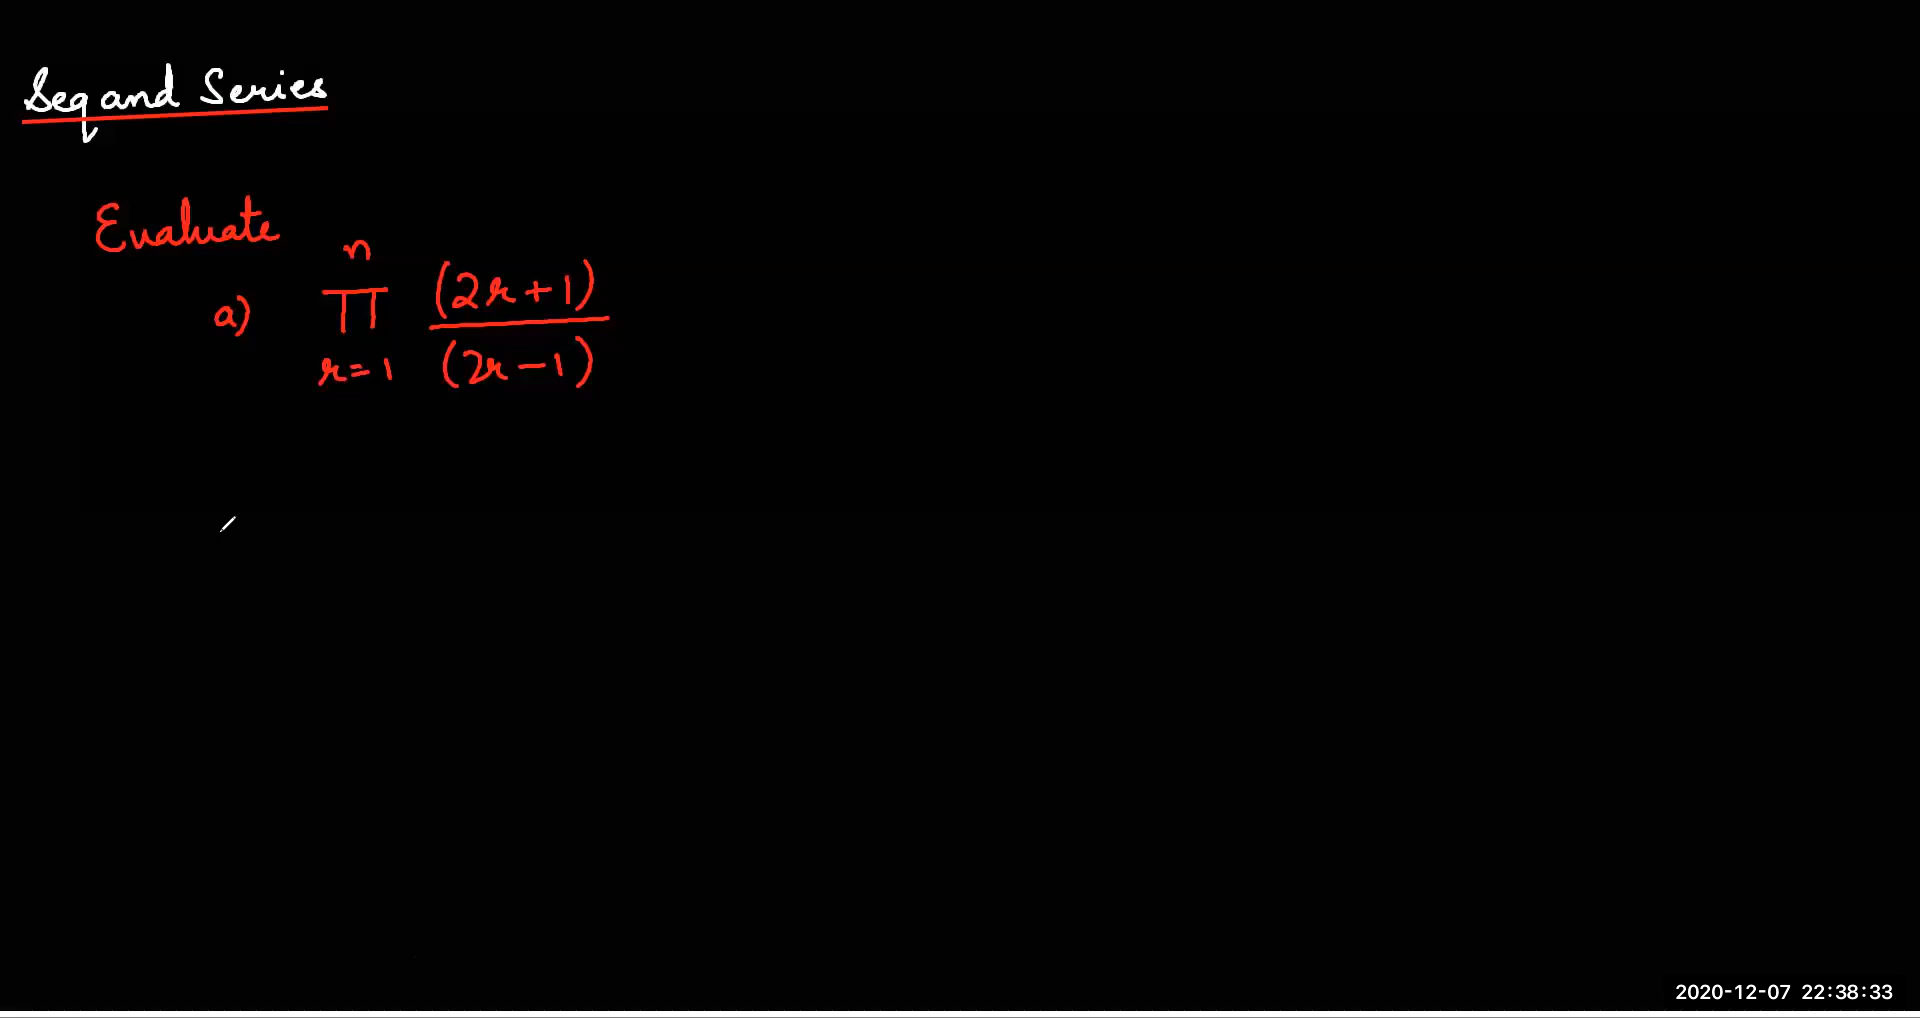 Seq and Series
Evaluate
n
a) Π (2r+1)
r=1 (2r-1)
2020-12-07 22:38:33